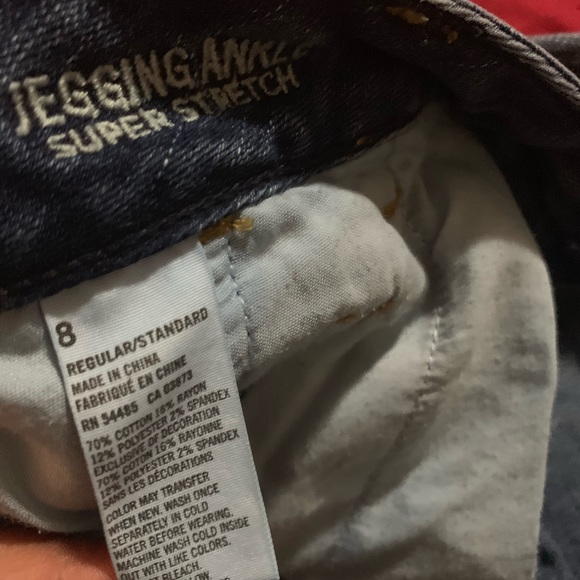 JEGGING ANKLE
SUPER STRETCH
8
REGULAR/STANDARD
MADE IN CHINA
FABRIQUÉ EN CHINE
RN 54485 CA 03873
70% COTTON 16% RAYON
12% POLYESTER 2% SPANDEX
EXCLUSIVE OF DECORATION
70% COTON 16% RAYONNE
12% POLYESTER 2% SPANDEX
SANS LES DÉCORATIONS
COLOR MAY TRANSFER
WHEN NEW. WASH ONCE
SEPARATELY IN COLD
WATER BEFORE WEARING.
MACHINE WASH COLD INSIDE
OUT WITH LIKE COLORS.
BLEACH.